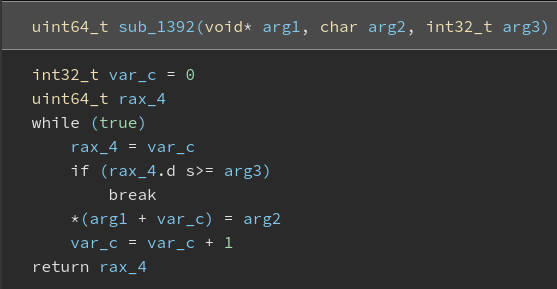 uint64_t sub_1392(void* arg1, char arg2, int32_t arg3)
int32_t var_c = 0
uint64_t rax_4
while (true)
    rax_4 = var_c
    if (rax_4.d s>= arg3)
        break
    *(arg1 + var_c) = arg2
    var_c = var_c + 1
return rax_4